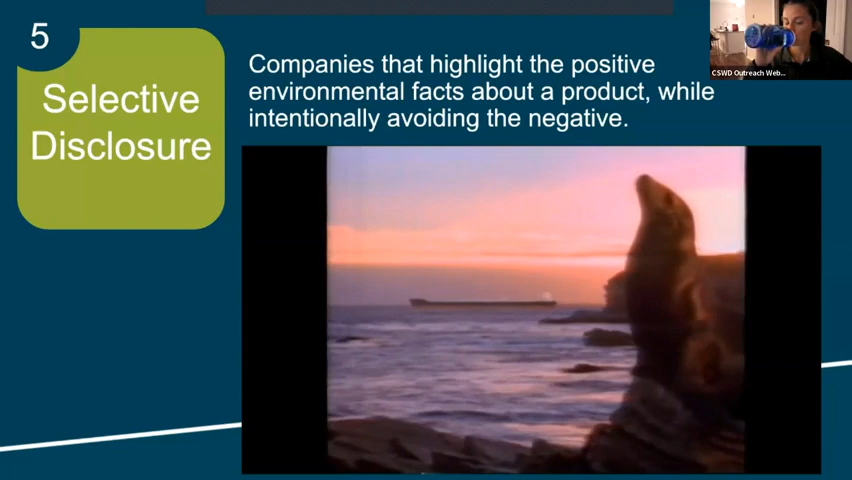 5
Selective
Disclosure
Companies that highlight the positive
environmental facts about a product, while
intentionally avoiding the negative.
CSWD Outreach Web...